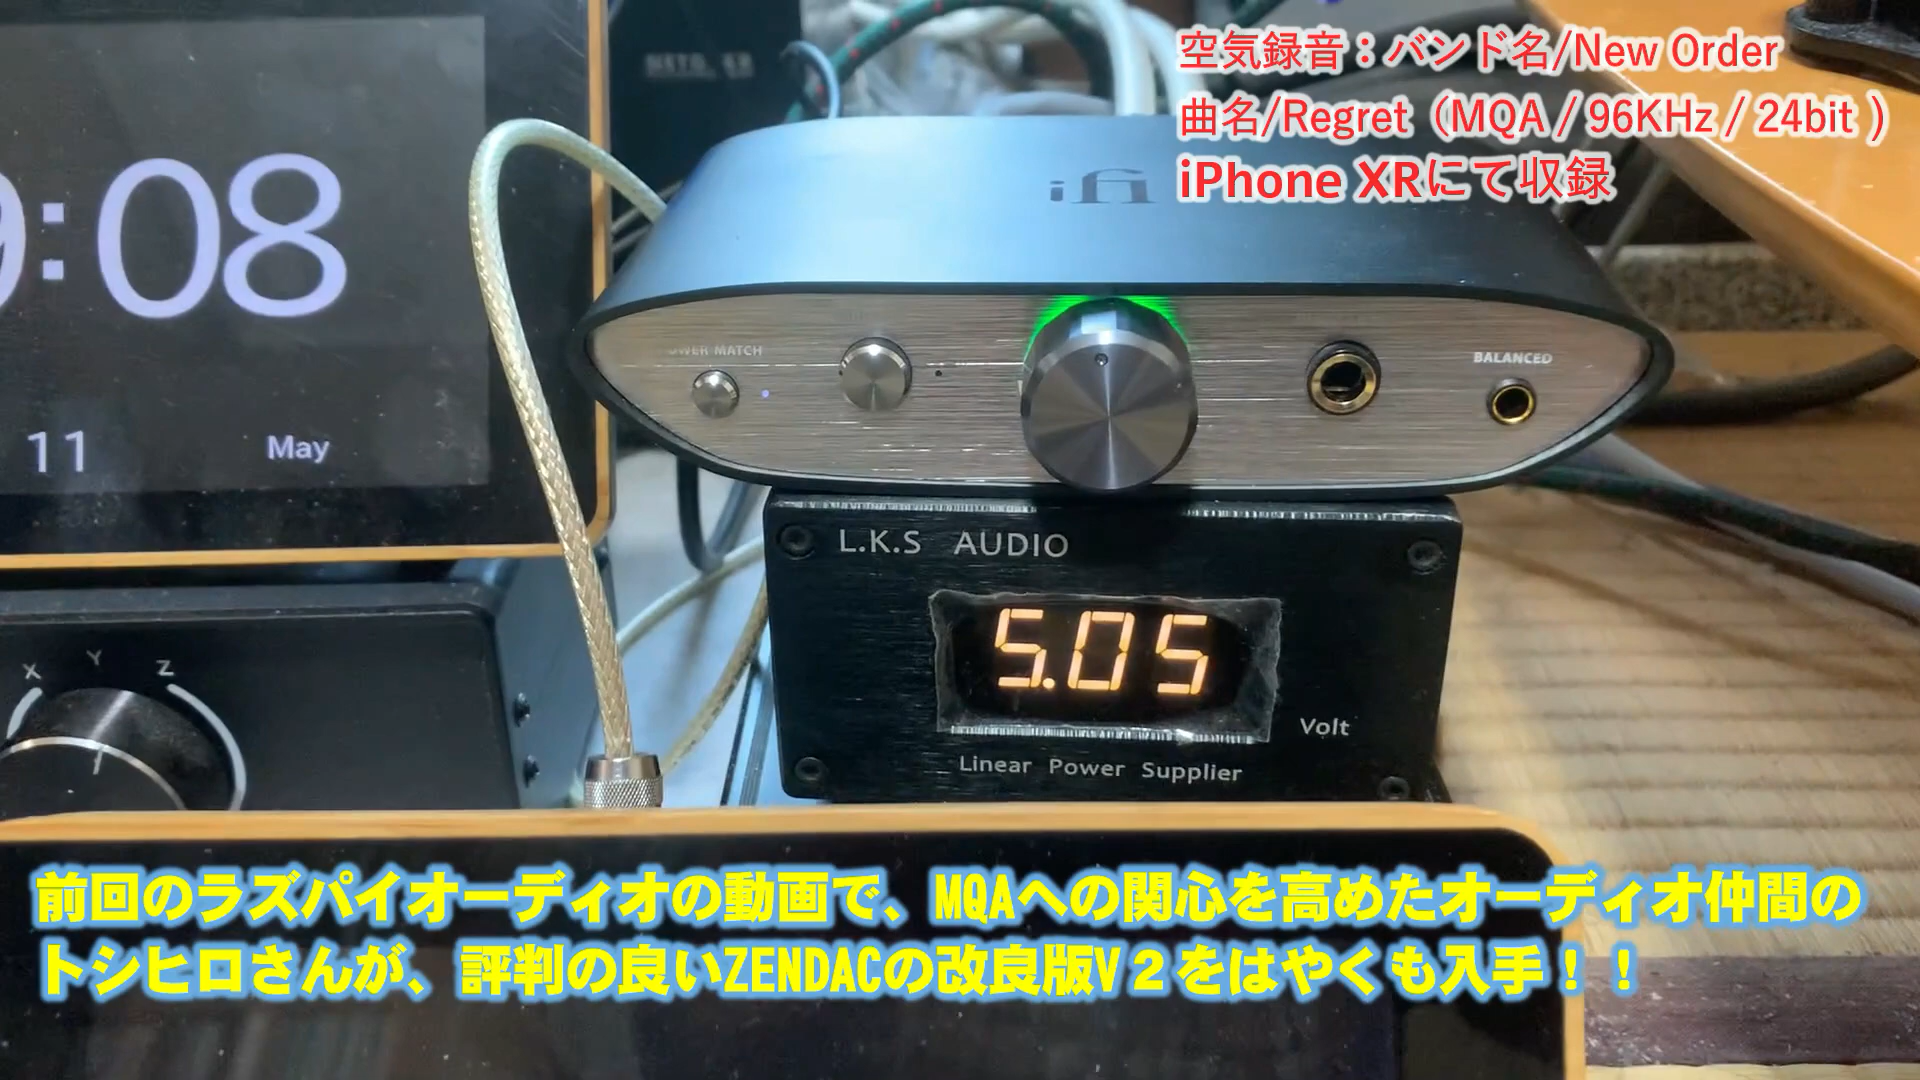 空気録音：バンド名/New Order
曲名/Regret（MQA / 96KHz / 24bit )
iPhone XRにて収録
:08
11 May
ifi
POWER MATCH
BALANCED
L.K.S AUDIO
5.05
Volt
Linear Power Supplier
X Y Z
前回のラズパイオーディオの動画で、MQAへの関心を高めたオーディオ仲間の
トシヒロさんが、評判の良いZENDACの改良版V２をはやくも入手！！